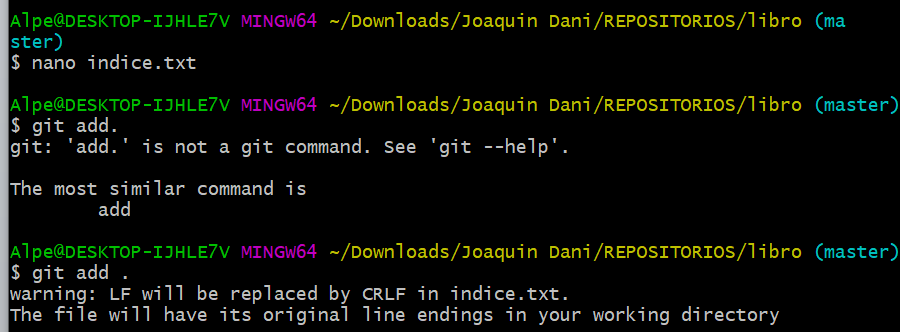 Alpe@DESKTOP-IJHLE7V MINGW64 ~/Downloads/Joaquin Dani/REPOSITORIOS/libro (ma
ster)
$ nano indice.txt
Alpe@DESKTOP-IJHLE7V MINGW64 ~/Downloads/Joaquin Dani/REPOSITORIOS/libro (master)
$ git add.
git: 'add.' is not a git command. See 'git --help'.
The most similar command is
        add
Alpe@DESKTOP-IJHLE7V MINGW64 ~/Downloads/Joaquin Dani/REPOSITORIOS/libro (master)
$ git add .
warning: LF will be replaced by CRLF in indice.txt.
The file will have its original line endings in your working directory